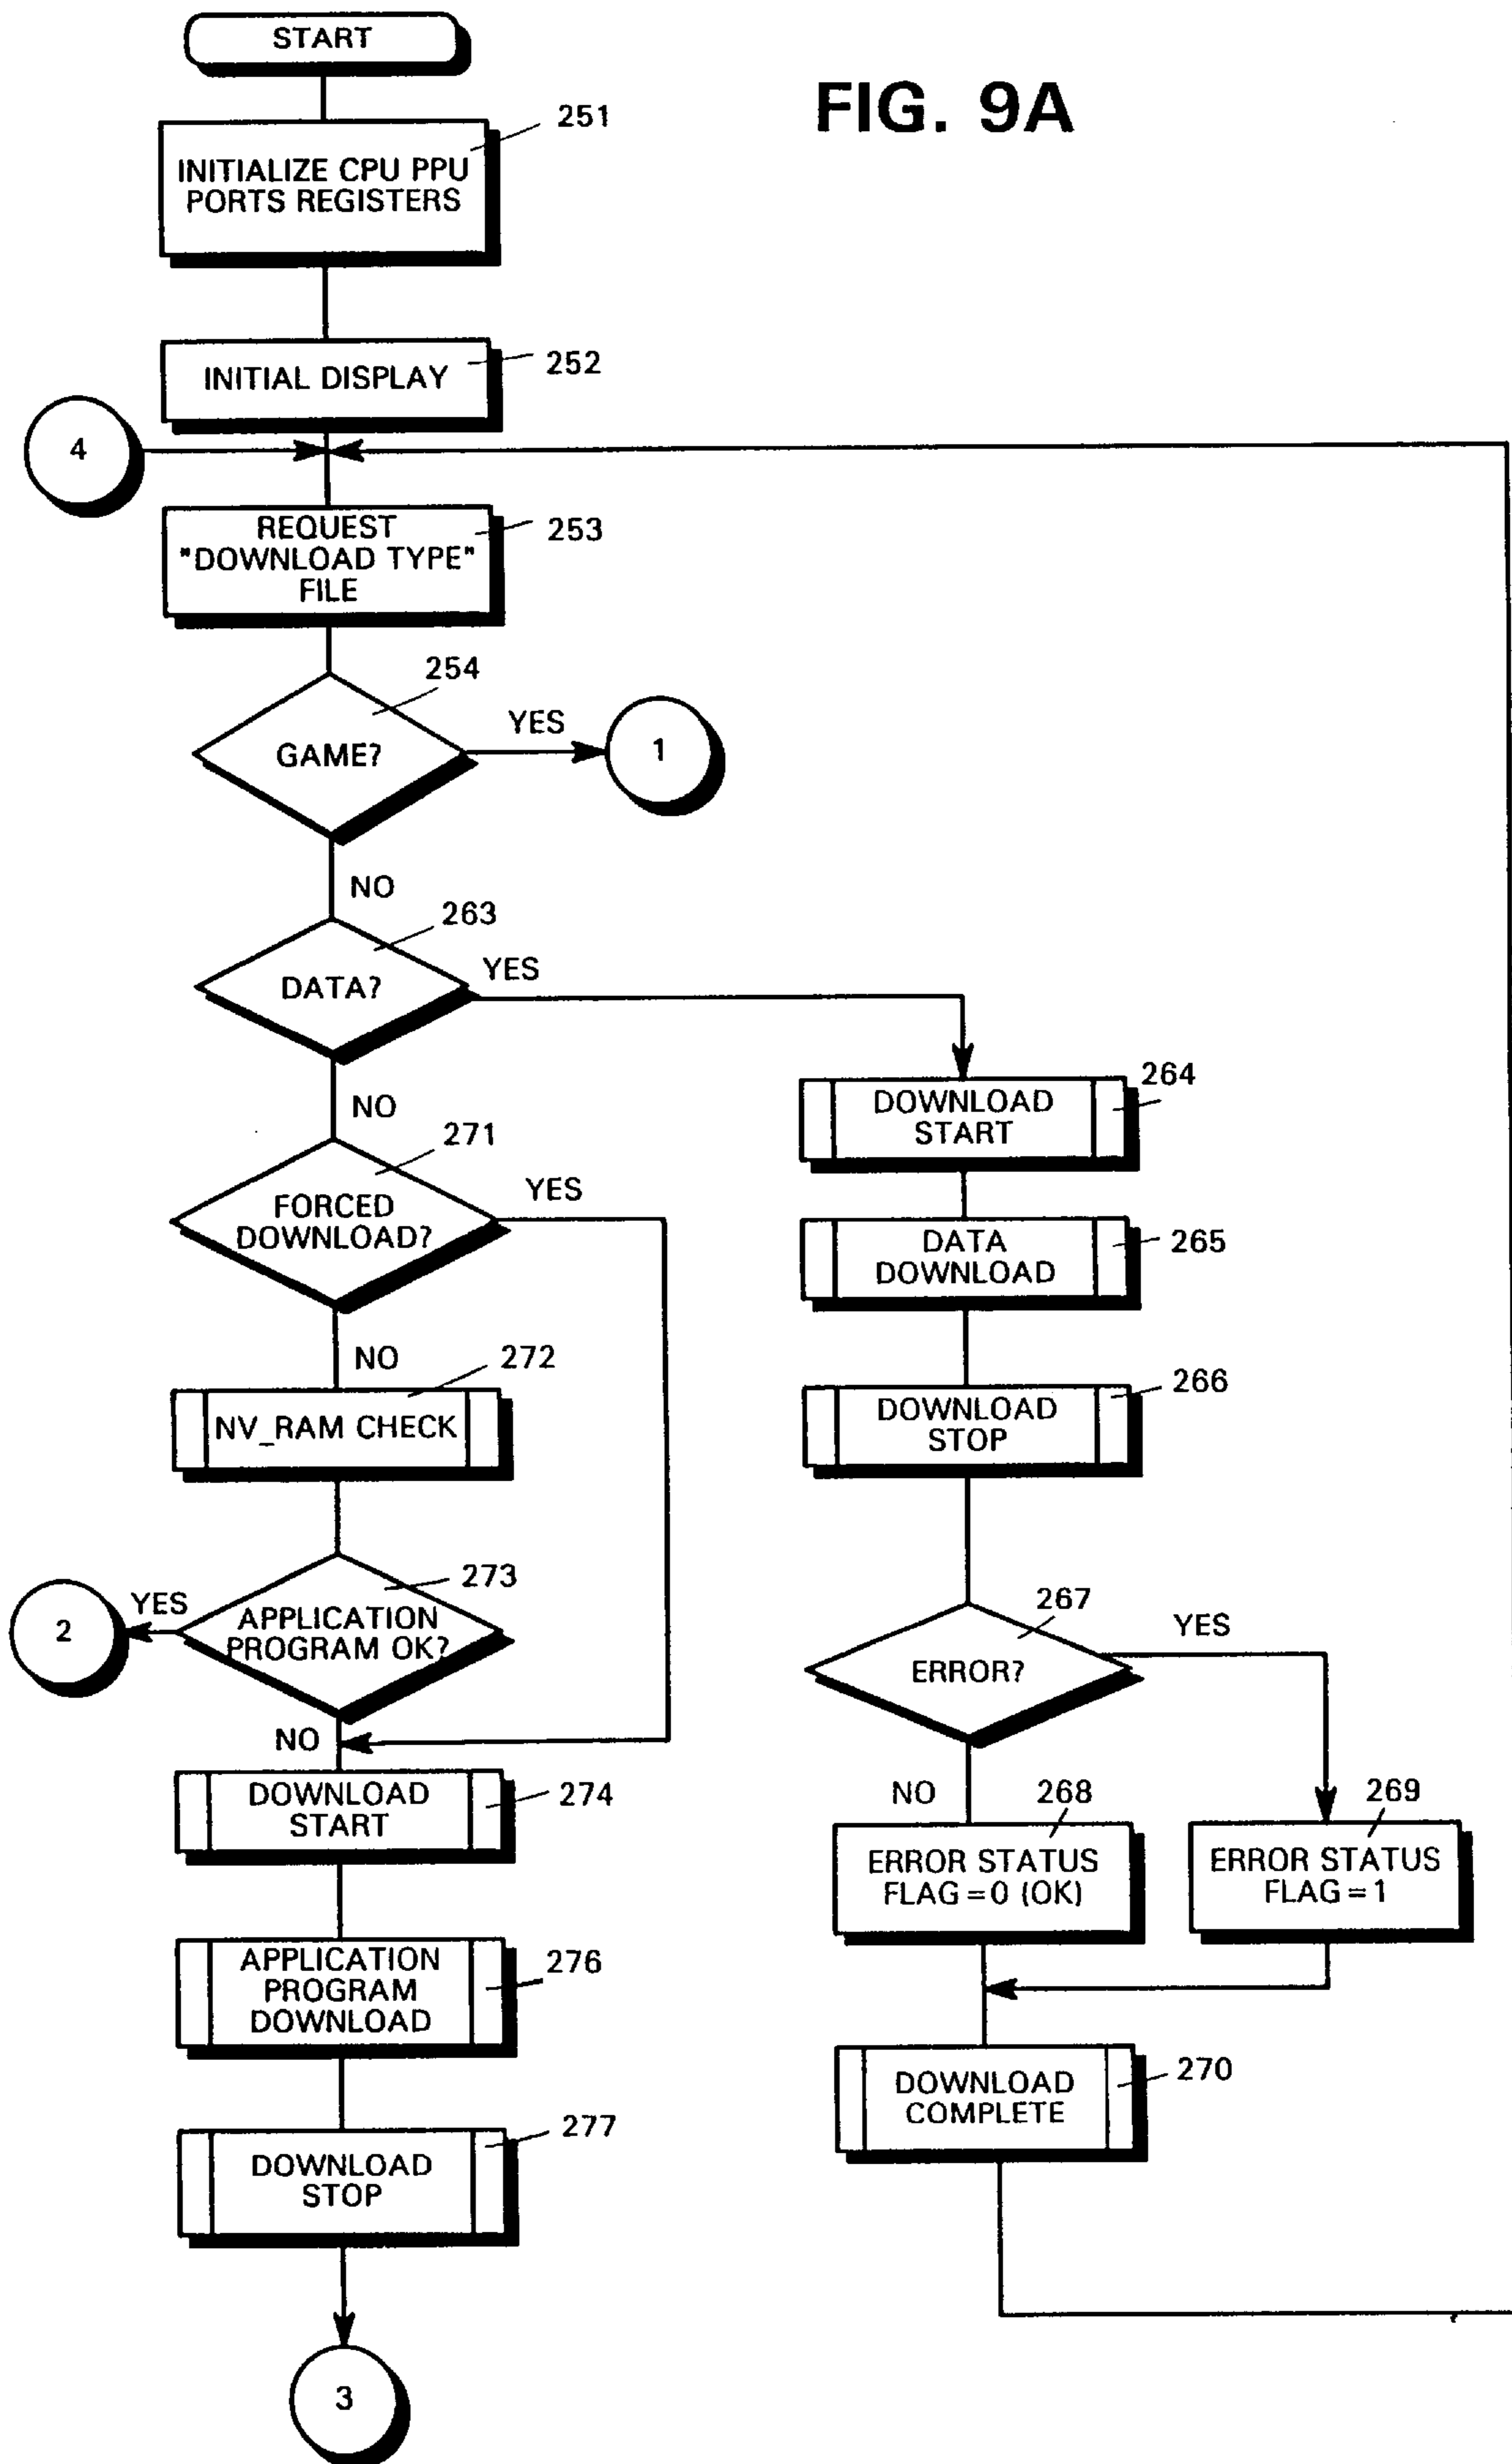 START
FIG. 9A
251
INITIALIZE CPU PPU
PORTS REGISTERS
252
INITIAL DISPLAY
4
REQUEST
"DOWNLOAD TYPE"
FILE
253
254
GAME?
YES
1
NO
263
DATA?
YES
NO
264
DOWNLOAD
START
271
FORCED
DOWNLOAD?
YES
DATA
DOWNLOAD
265
NO
272
NV_RAM CHECK
266
DOWNLOAD
STOP
273
APPLICATION
PROGRAM OK?
YES
2
NO
267
ERROR?
YES
NO
DOWNLOAD
START
274
268
ERROR STATUS
FLAG = 0 (OK)
269
ERROR STATUS
FLAG = 1
APPLICATION
PROGRAM
DOWNLOAD
276
DOWNLOAD
COMPLETE
270
277
DOWNLOAD
STOP
3